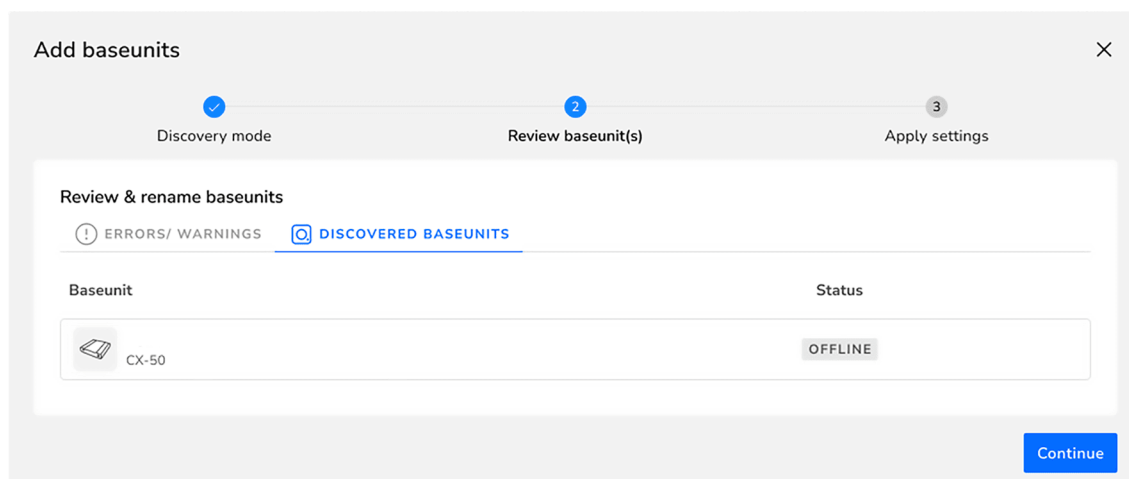 Add baseunits
2
3
Discovery mode
Review baseunit(s)
Apply settings
Review & rename baseunits
ERRORS/ WARNINGS
DISCOVERED BASEUNITS
Baseunit
Status
CX-50
OFFLINE
Continue